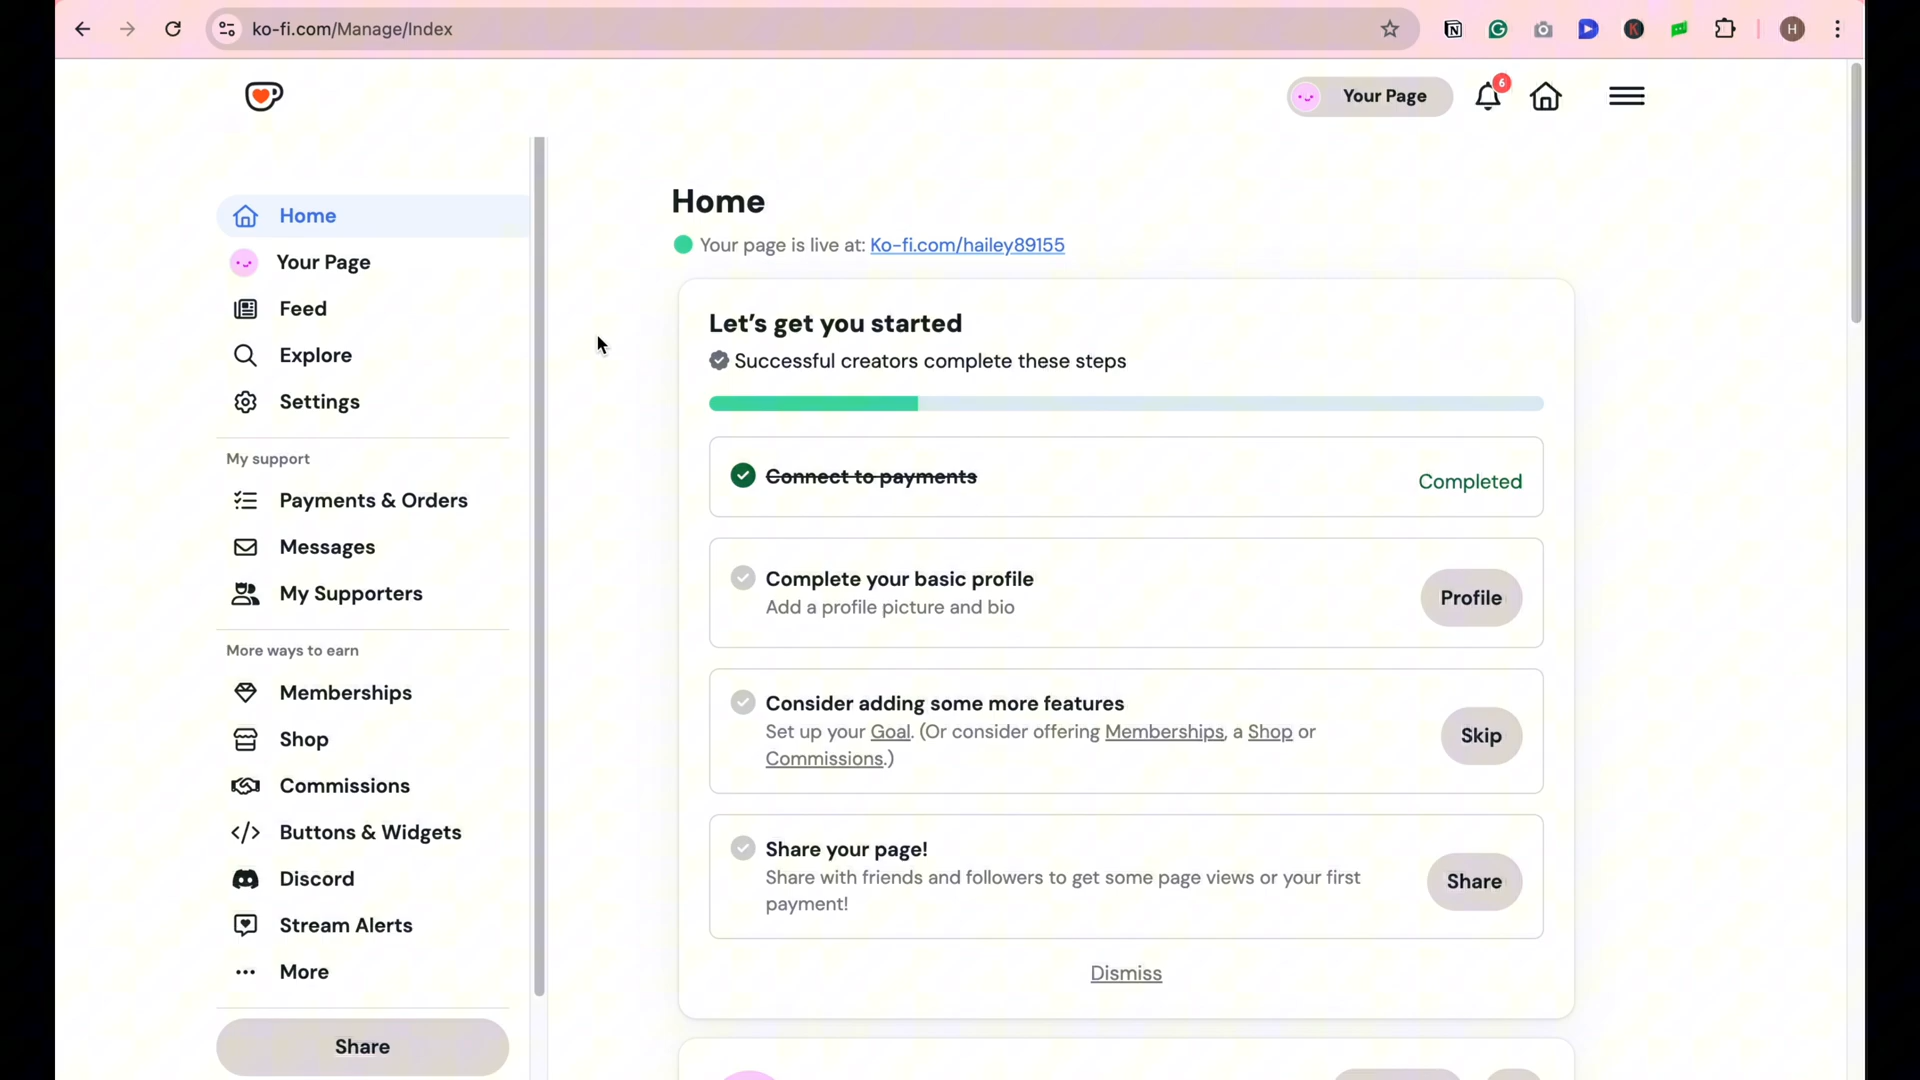 ko-fi.com/Manage/Index
H
Your Page
6
Home
Your Page
Feed
Explore
Settings
My support
Payments & Orders
Messages
My Supporters
More ways to earn
Memberships
Shop
Commissions
Buttons & Widgets
Discord
Stream Alerts
More
Share
Home
Your page is live at: Ko-fi.com/hailey89155
Let's get you started
Successful creators complete these steps
Connect to payments
Completed
Complete your basic profile
Add a profile picture and bio
Profile
Consider adding some more features
Set up your Goal. (Or consider offering Memberships, a Shop or
Commissions.)
Skip
Share your page!
Share with friends and followers to get some page views or your first
payment!
Share
Dismiss